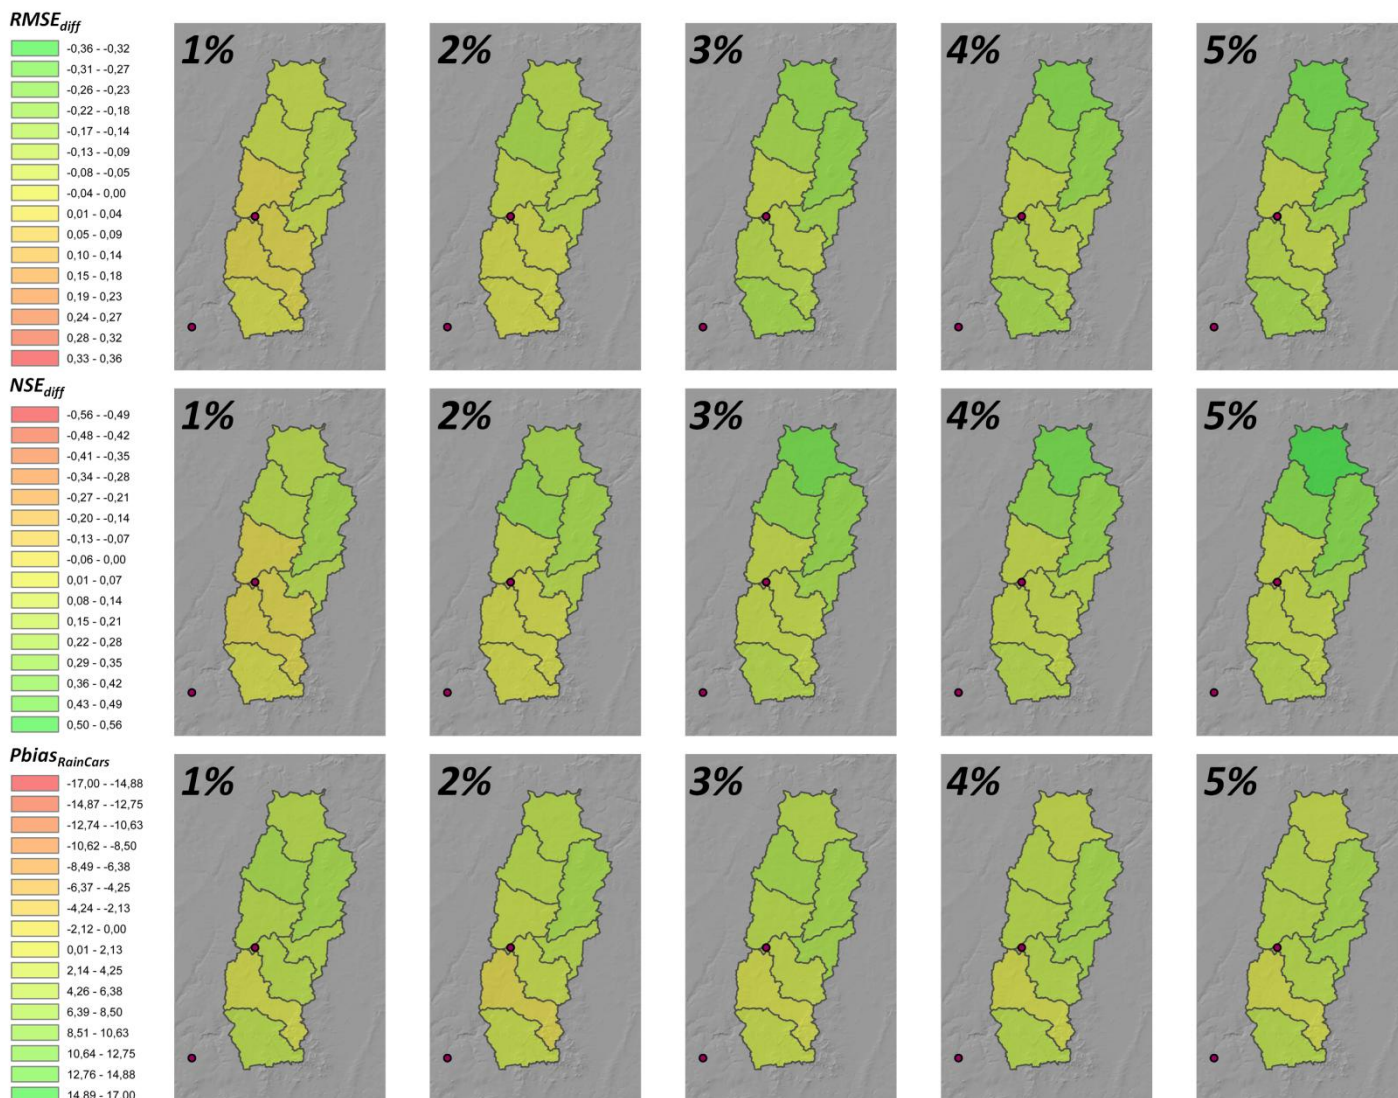 RMSEdiff
-0,36 - -0,32
-0,31 - -0,27
-0,26 - -0,23
-0,22 - -0,18
-0,17 - -0,14
-0,13 - -0,09
-0,08 - -0,05
-0,04 - 0,00
0,01 - 0,04
0,05 - 0,09
0,10 - 0,14
0,15 - 0,18
0,19 - 0,23
0,24 - 0,27
0,28 - 0,32
0,33 - 0,36
1% 2% 3% 4% 5%
NSEdiff
-0,56 - -0,49
-0,48 - -0,42
-0,41 - -0,35
-0,34 - -0,28
-0,27 - -0,21
-0,20 - -0,14
-0,13 - -0,07
-0,06 - 0,00
0,01 - 0,07
0,08 - 0,14
0,15 - 0,21
0,22 - 0,28
0,29 - 0,35
0,36 - 0,42
0,43 - 0,49
0,50 - 0,56
1% 2% 3% 4% 5%
PbiasRainCars
-17,00 - -14,88
-14,87 - -12,75
-12,74 - -10,63
-10,62 - -8,50
-8,49 - -6,38
-6,37 - -4,25
-4,24 - -2,13
-2,12 - 0,00
0,01 - 2,13
2,14 - 4,25
4,26 - 6,38
6,39 - 8,50
8,51 - 10,63
10,64 - 12,75
12,76 - 14,88
14,89 - 17,00
1% 2% 3% 4% 5%